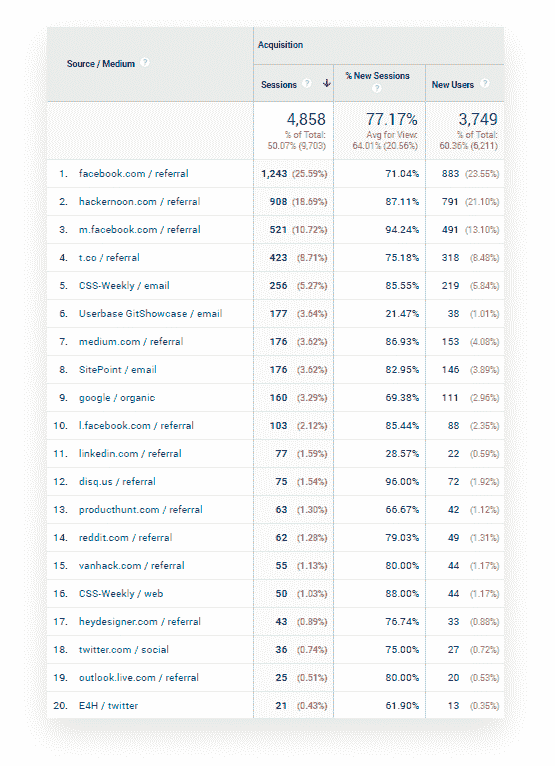 Acquisition
Source / Medium ?
Sessions ? ↓ % New Sessions ? New Users ?
4,858 77.17% 3,749
% of Total: Avg for View: % of Total:
50.07% (9,703) 64.01% (20.56%) 60.36% (6,211)
1. facebook.com / referral 1,243 (25.59%) 71.04% 883 (23.55%)
2. hackernoon.com / referral 908 (18.69%) 87.11% 791 (21.10%)
3. m.facebook.com / referral 521 (10.72%) 94.24% 491 (13.10%)
4. t.co / referral 423 (8.71%) 75.18% 318 (8.48%)
5. CSS-Weekly / email 256 (5.27%) 85.55% 219 (5.84%)
6. Userbase GitShowcase / email 177 (3.64%) 21.47% 38 (1.01%)
7. medium.com / referral 176 (3.62%) 86.93% 153 (4.08%)
8. SitePoint / email 176 (3.62%) 82.95% 146 (3.89%)
9. google / organic 160 (3.29%) 69.38% 111 (2.96%)
10. l.facebook.com / referral 103 (2.12%) 85.44% 88 (2.35%)
11. linkedin.com / referral 77 (1.59%) 28.57% 22 (0.59%)
12. disq.us / referral 75 (1.54%) 96.00% 72 (1.92%)
13. producthunt.com / referral 63 (1.30%) 66.67% 42 (1.12%)
14. reddit.com / referral 62 (1.28%) 79.03% 49 (1.31%)
15. vanhack.com / referral 55 (1.13%) 80.00% 44 (1.17%)
16. CSS-Weekly / web 50 (1.03%) 88.00% 44 (1.17%)
17. heydesigner.com / referral 43 (0.89%) 76.74% 33 (0.88%)
18. twitter.com / social 36 (0.74%) 75.00% 27 (0.72%)
19. outlook.live.com / referral 25 (0.51%) 80.00% 20 (0.53%)
20. E4H / twitter 21 (0.43%) 61.90% 13 (0.35%)